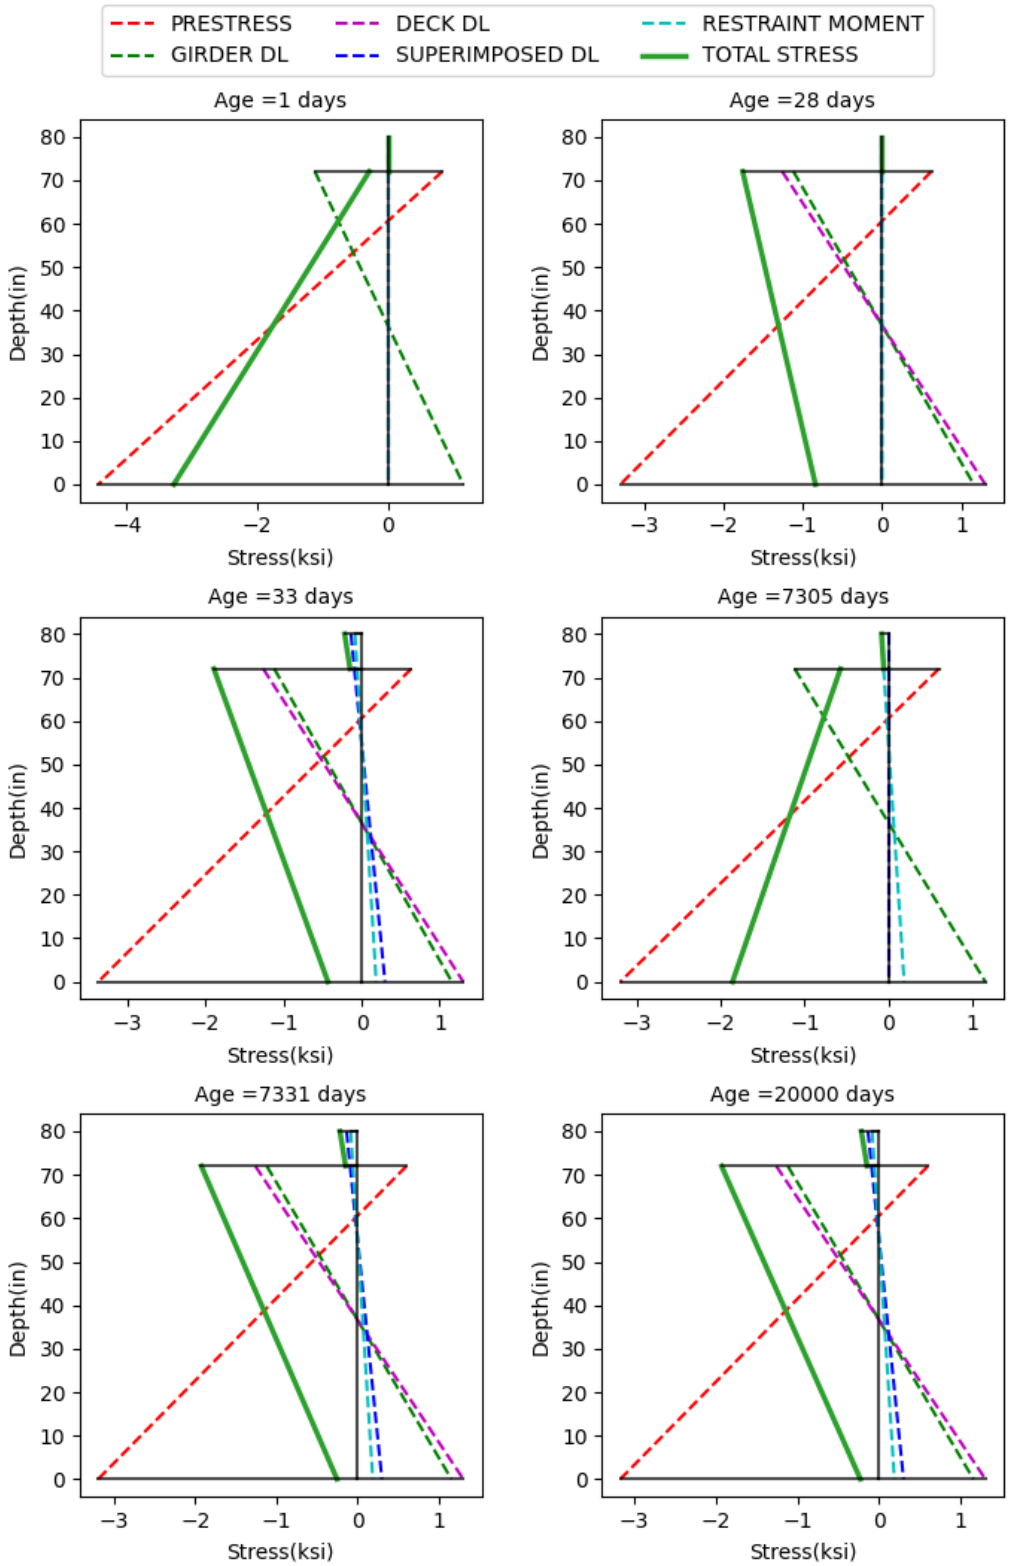 PRESTRESS DECK DL RESTRAINT MOMENT
GIRDER DL SUPERIMPOSED DL TOTAL STRESS
Age =1 days
80
70
60
50
40
30
20
10
0
Depth(in)
−4 −2 0
Stress(ksi)
Age =28 days
80
70
60
50
40
30
20
10
0
Depth(in)
−3 −2 −1 0 1
Stress(ksi)
Age =33 days
80
70
60
50
40
30
20
10
0
Depth(in)
−3 −2 −1 0 1
Stress(ksi)
Age =7305 days
80
70
60
50
40
30
20
10
0
Depth(in)
−3 −2 −1 0 1
Stress(ksi)
Age =7331 days
80
70
60
50
40
30
20
10
0
Depth(in)
−3 −2 −1 0 1
Stress(ksi)
Age =20000 days
80
70
60
50
40
30
20
10
0
Depth(in)
−3 −2 −1 0 1
Stress(ksi)